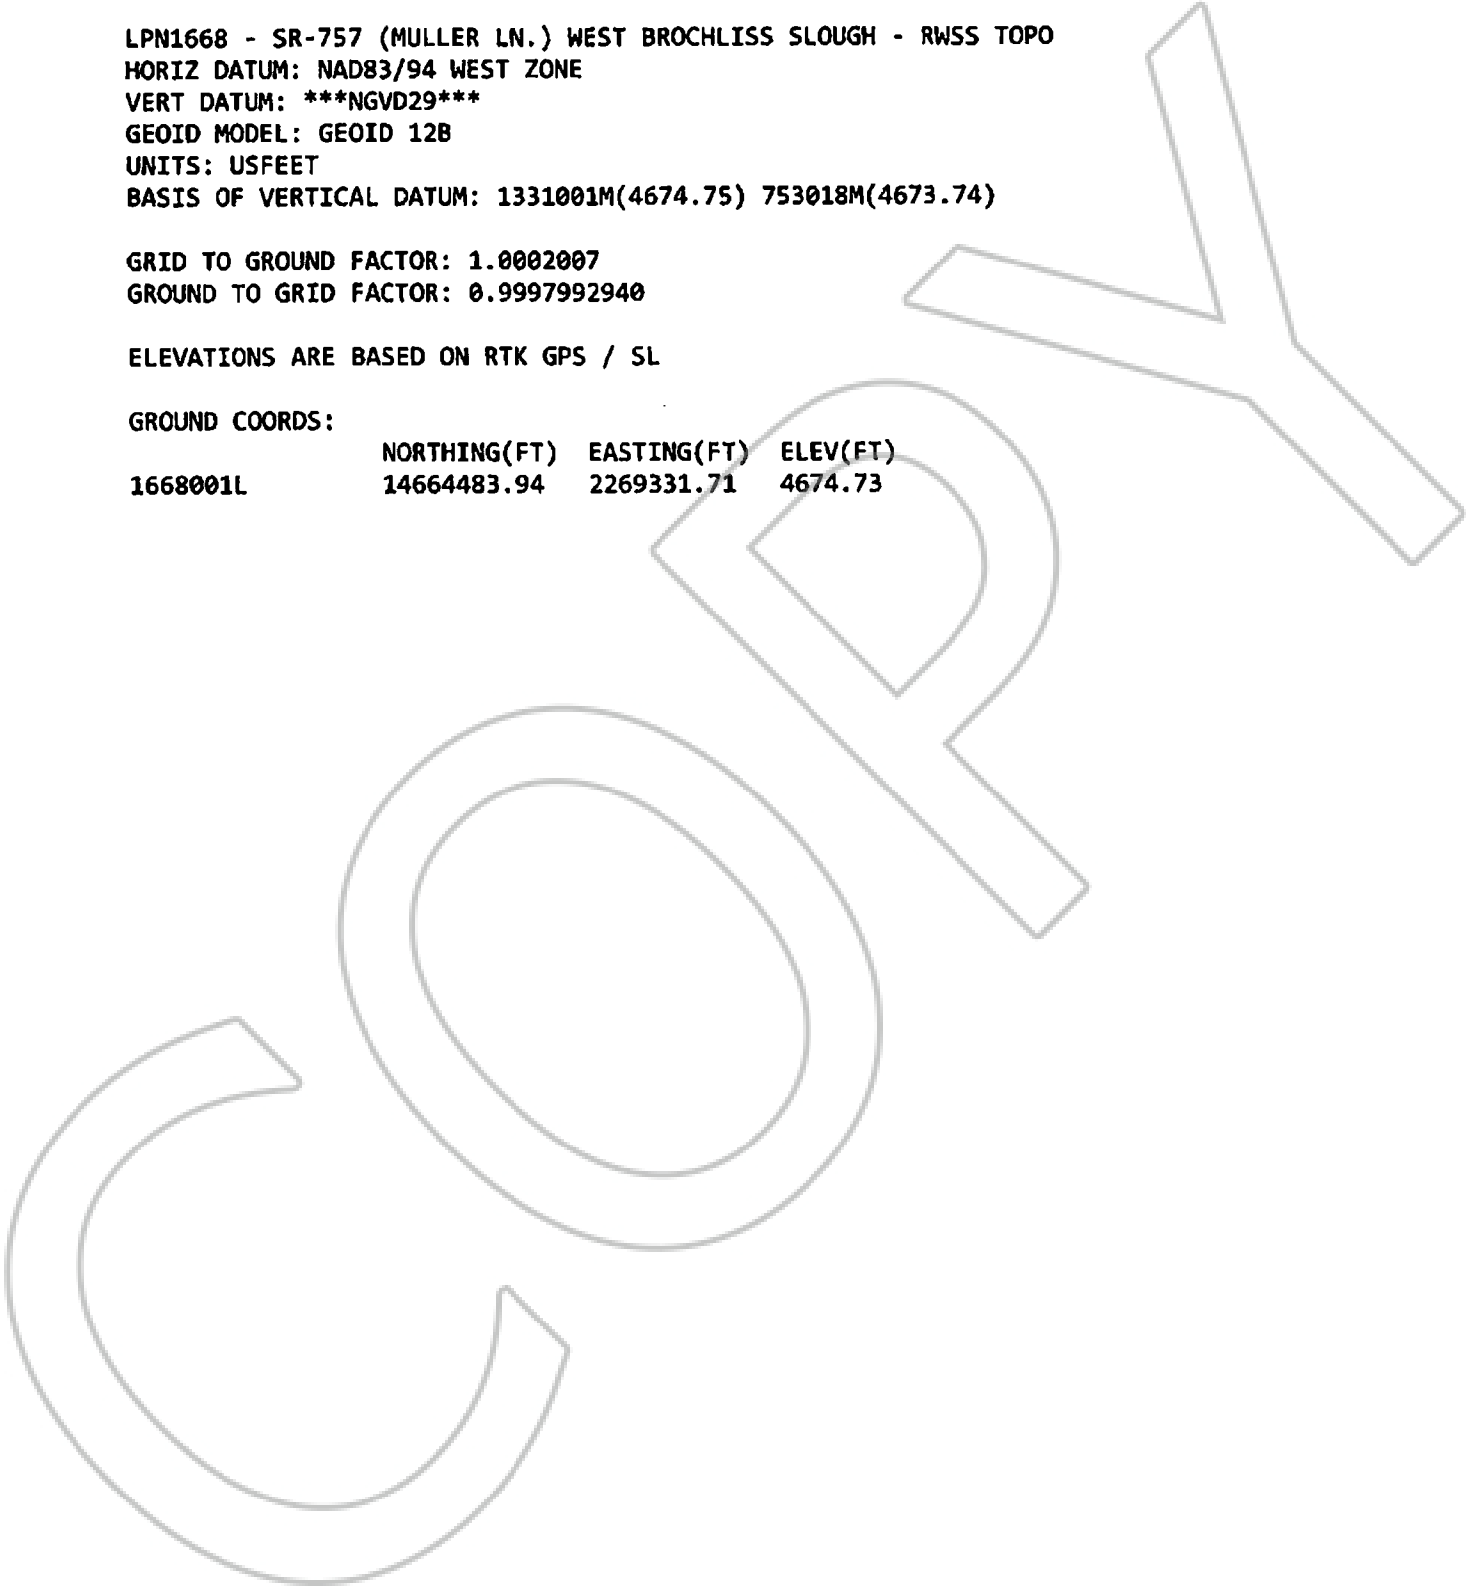 LPN1668 - SR-757 (MULLER LN.) WEST BROCHLISS SLOUGH - RWSS TOPO
HORIZ DATUM: NAD83/94 WEST ZONE
VERT DATUM: ***NGVD29***
GEOID MODEL: GEOID 12B
UNITS: USFEET
BASIS OF VERTICAL DATUM: 1331001M(4674.75) 753018M(4673.74)
GRID TO GROUND FACTOR: 1.0002007
GROUND TO GRID FACTOR: 0.9997992940
ELEVATIONS ARE BASED ON RTK GPS / SL
GROUND COORDS:
NORTHING(FT) EASTING(FT) ELEV(FT)
1668001L 14664483.94 2269331.71 4674.73
COPY